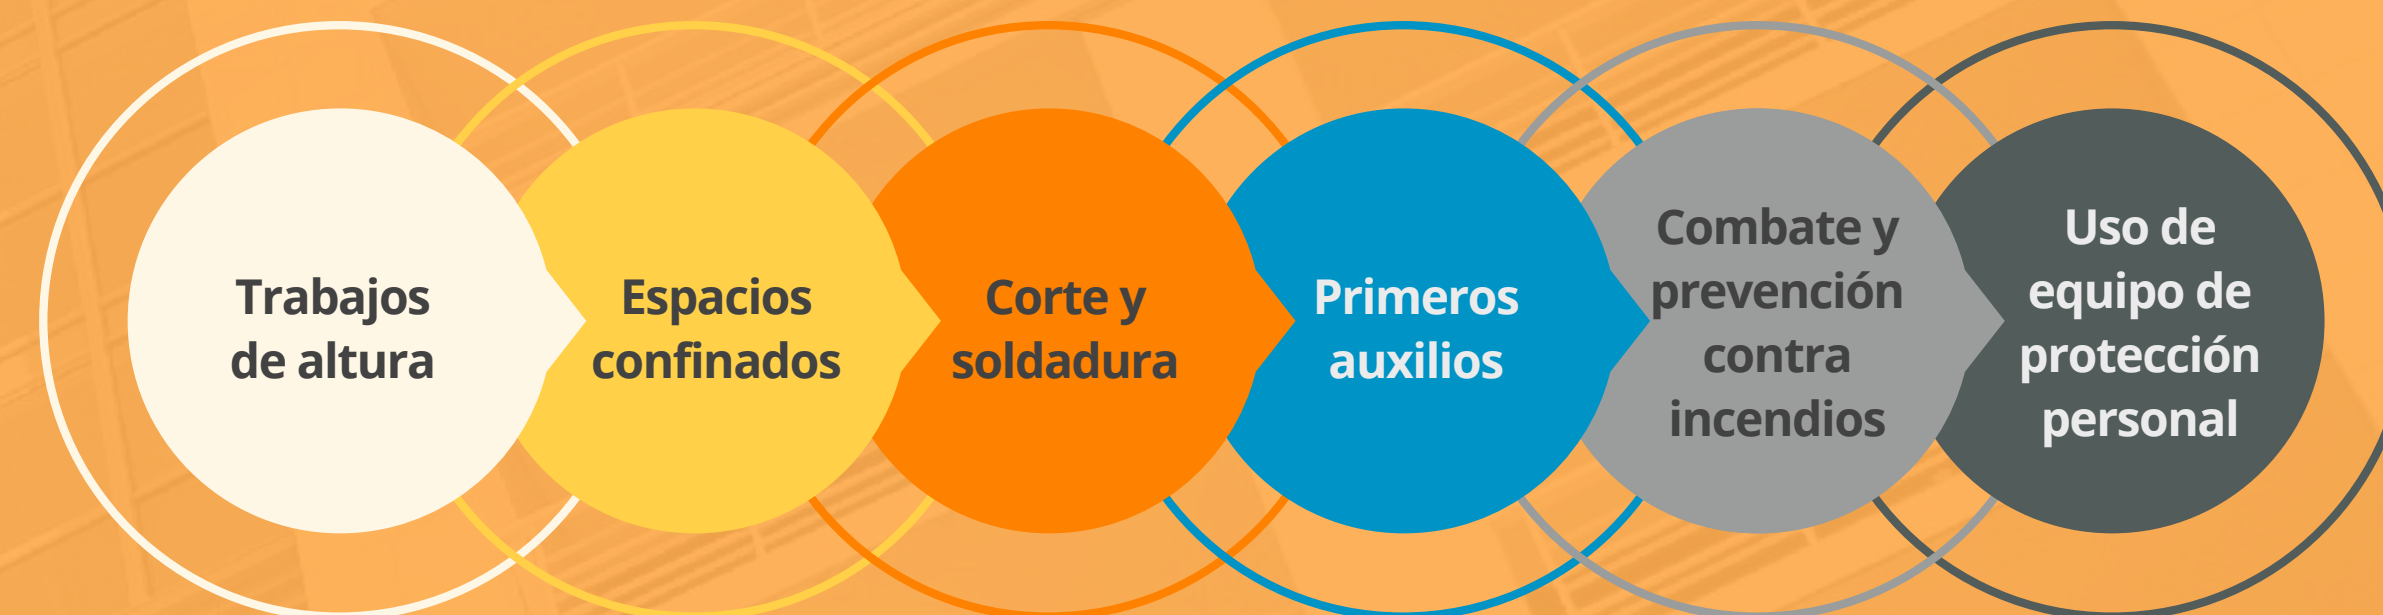 Trabajos
de altura
Espacios
confinados
Corte y
soldadura
Primeros
auxilios
Combate y
prevención
contra
incendios
Uso de
equipo de
protección
personal